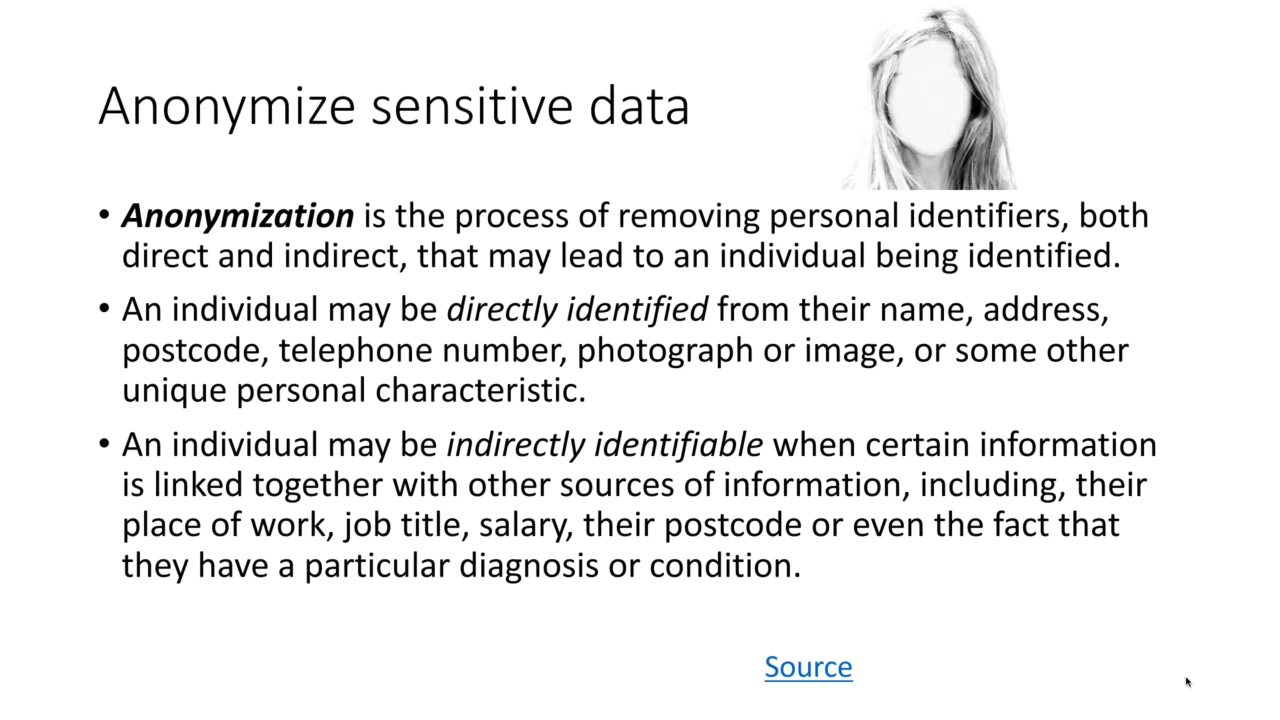 Anonymize sensitive data
• Anonymization is the process of removing personal identifiers, both
direct and indirect, that may lead to an individual being identified.
• An individual may be directly identified from their name, address,
postcode, telephone number, photograph or image, or some other
unique personal characteristic.
• An individual may be indirectly identifiable when certain information
is linked together with other sources of information, including, their
place of work, job title, salary, their postcode or even the fact that
they have a particular diagnosis or condition.
Source